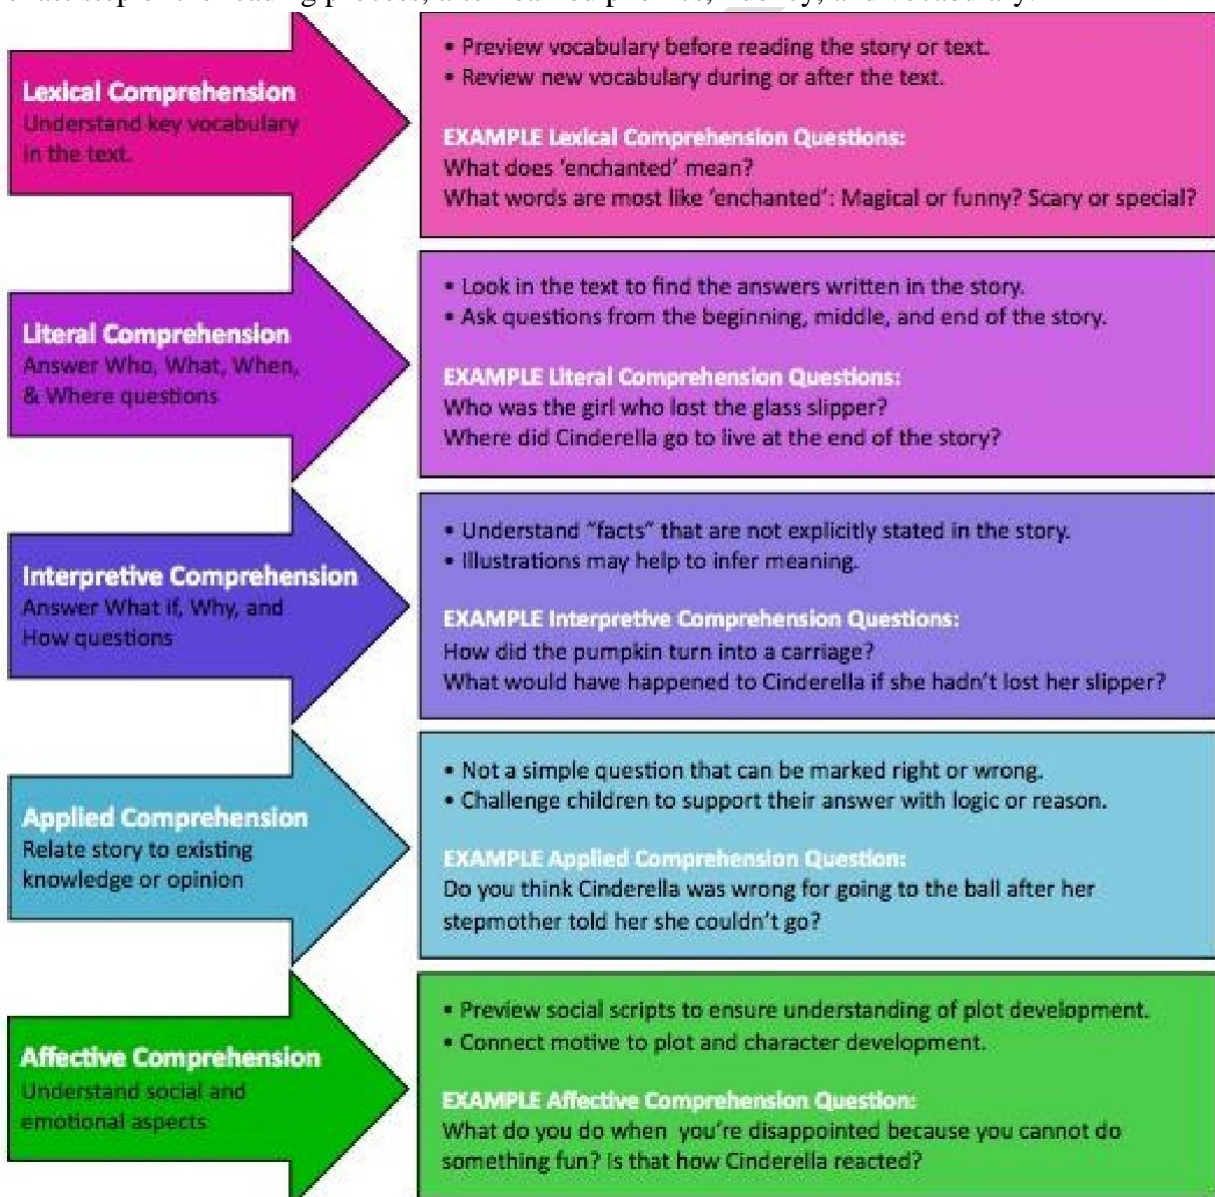 Lexical Comprehension
Understand key vocabulary
in the text.
• Preview vocabulary before reading the story or text.
• Review new vocabulary during or after the text.
EXAMPLE Lexical Comprehension Questions:
What does ‘enchanted’ mean?
What words are most like ‘enchanted’: Magical or funny? Scary or special?
Literal Comprehension
Answer Who, What, When,
& Where questions
• Look in the text to find the answers written in the story.
• Ask questions from the beginning, middle, and end of the story.
EXAMPLE Literal Comprehension Questions:
Who was the girl who lost the glass slipper?
Where did Cinderella go to live at the end of the story?
Interpretive Comprehension
Answer What if, Why, and
How questions
• Understand “facts” that are not explicitly stated in the story.
• Illustrations may help to infer meaning.
EXAMPLE Interpretive Comprehension Questions:
How did the pumpkin turn into a carriage?
What would have happened to Cinderella if she hadn’t lost her slipper?
Applied Comprehension
Relate story to existing
knowledge or opinion
• Not a simple question that can be marked right or wrong.
• Challenge children to support their answer with logic or reason.
EXAMPLE Applied Comprehension Question:
Do you think Cinderella was wrong for going to the ball after her
stepmother told her she couldn’t go?
Affective Comprehension
Understand social and
emotional aspects
• Preview social scripts to ensure understanding of plot development.
• Connect motive to plot and character development.
EXAMPLE Affective Comprehension Question:
What do you do when you’re disappointed because you cannot do
something fun? Is that how Cinderella reacted?